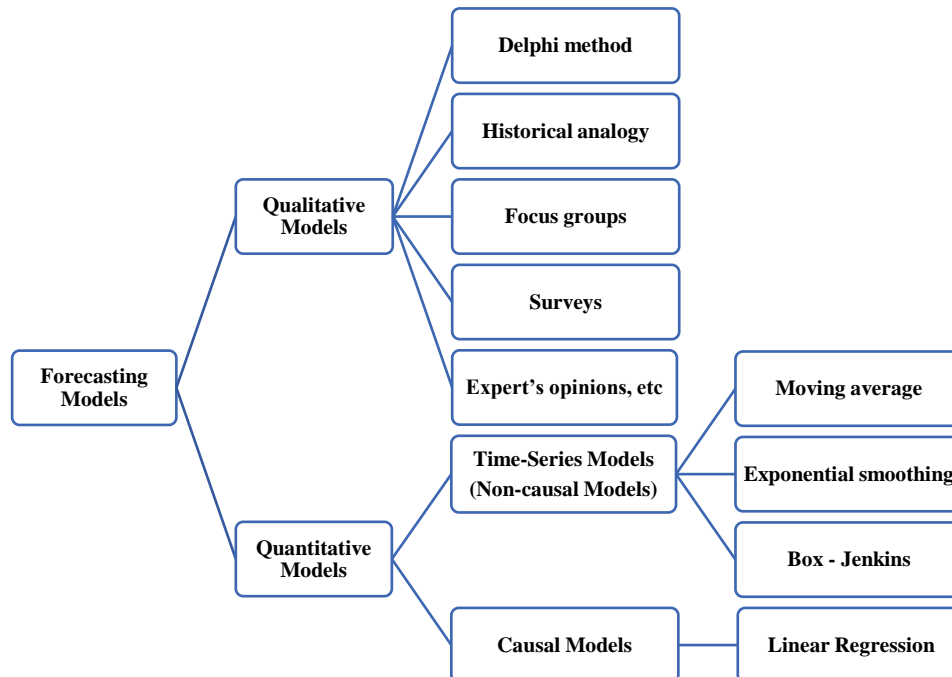 Delphi method
Historical analogy
Qualitative
Models
Focus groups
Surveys
Forecasting
Models
Expert's opinions, etc
Moving average
Time-Series Models
(Non-causal Models)
Exponential smoothing
Quantitative
Models
Box - Jenkins
Causal Models
Linear Regression